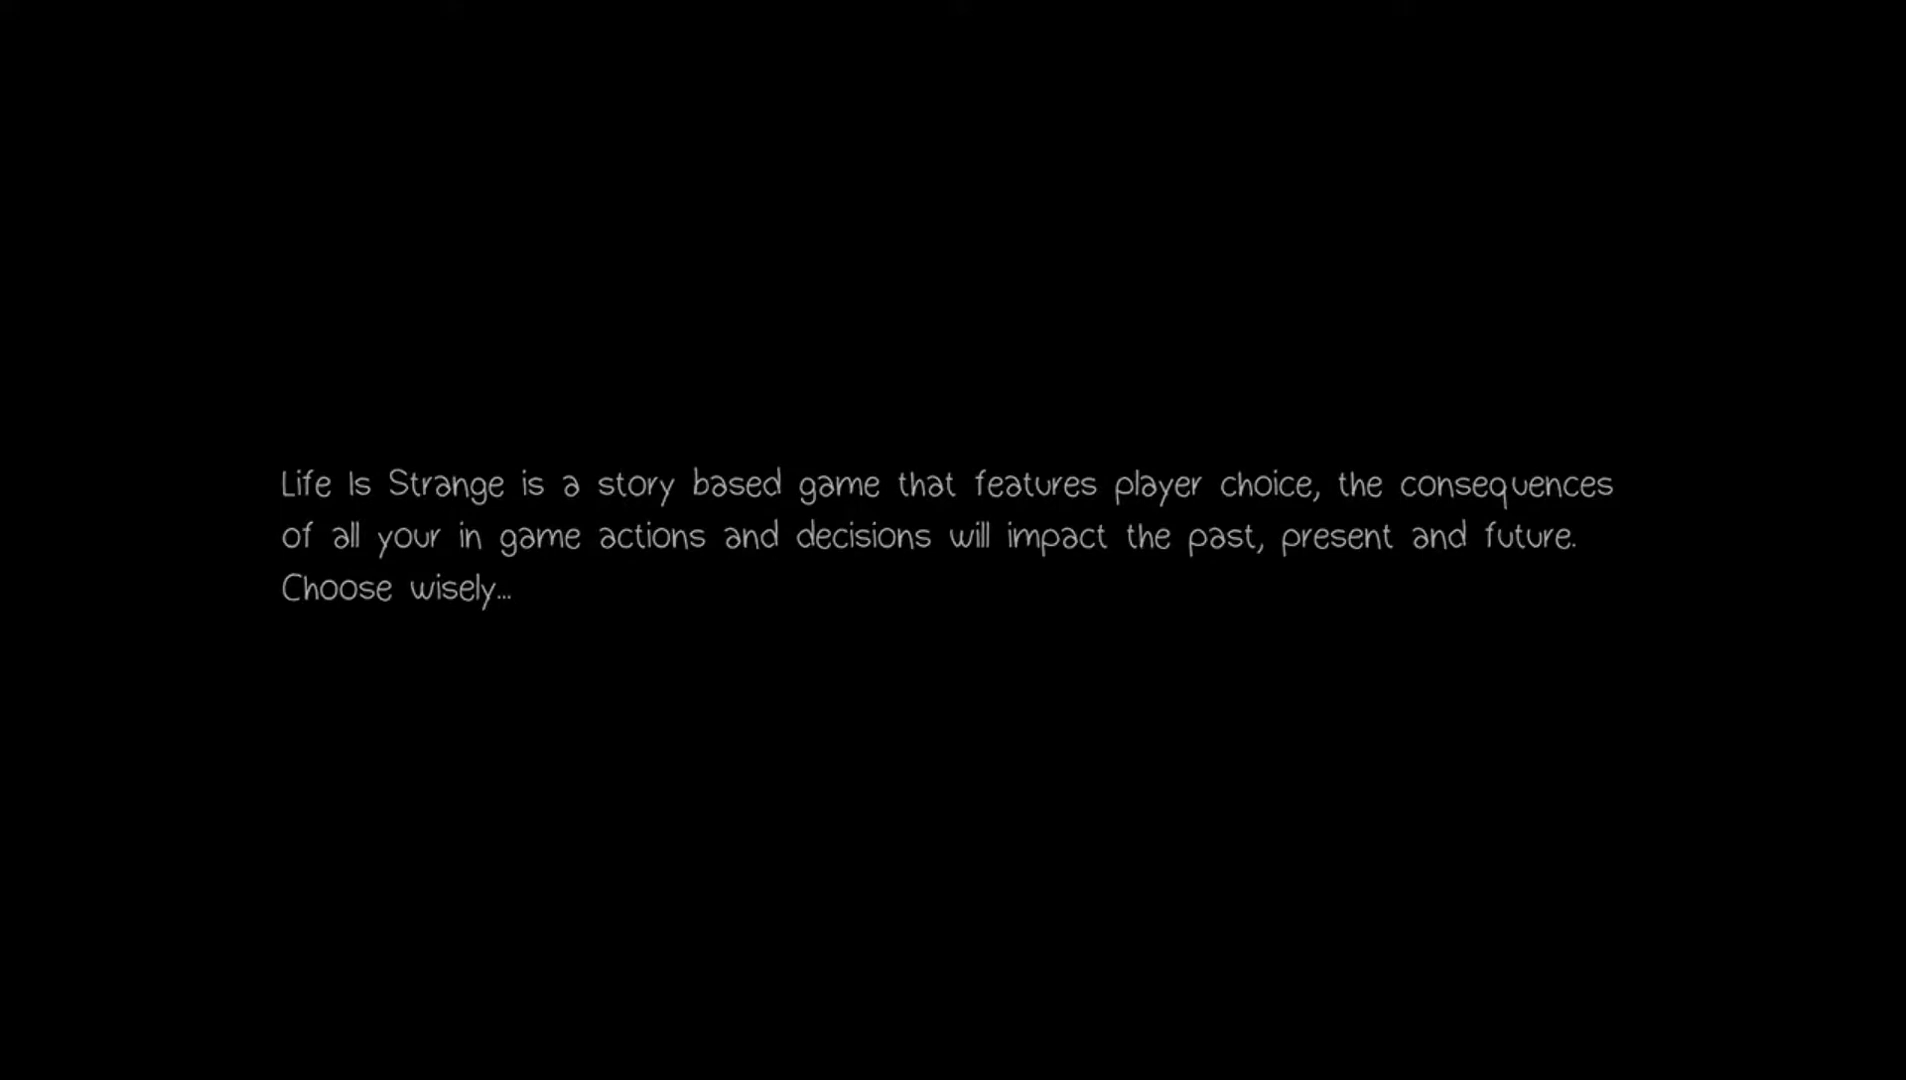 Life Is Strange is a story based game that features player choice, the consequences
of all your in game actions and decisions will impact the past, present and future.
Choose wisely...